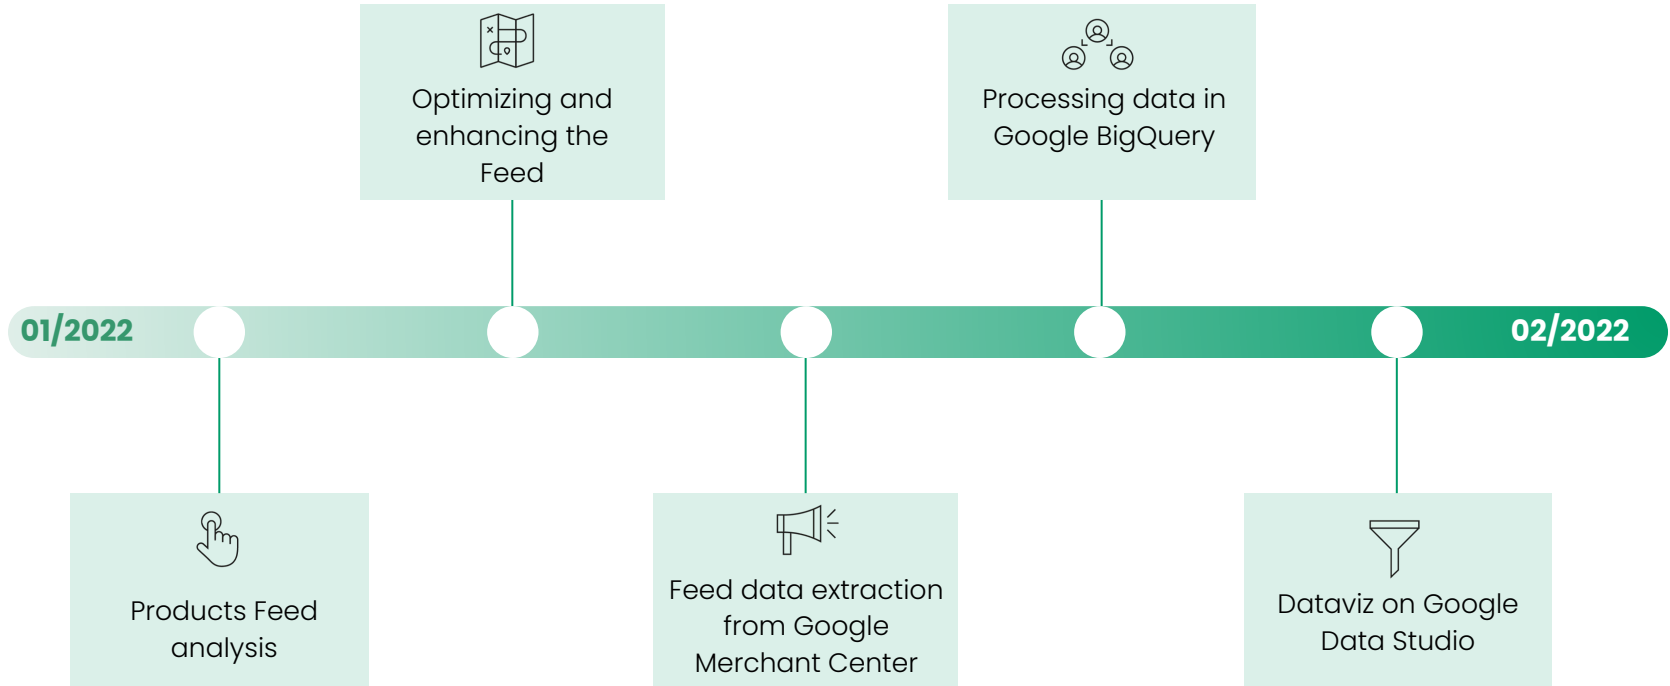 Optimizing and
enhancing the
Feed
Processing data in
Google BigQuery
01/2022
02/2022
Products Feed
analysis
Feed data extraction
from Google
Merchant Center
Dataviz on Google
Data Studio